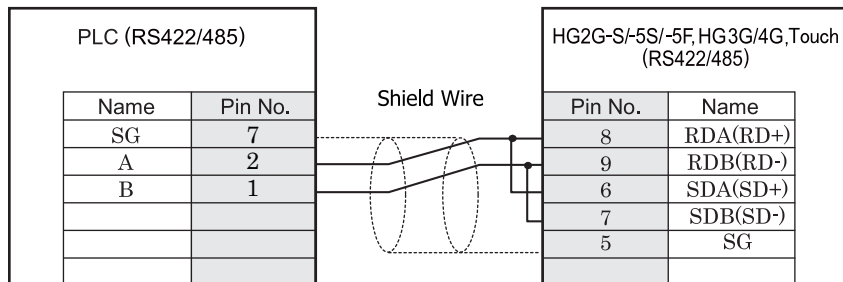 PLC (RS422/485)
HG2G-S/-5S/-5F, HG3G/4G, Touch
(RS422/485)
Shield Wire
Name Pin No.
SG 7
A 2
B 1
Pin No. Name
8 RDA(RD+)
9 RDB(RD-)
6 SDA(SD+)
7 SDB(SD-)
5 SG